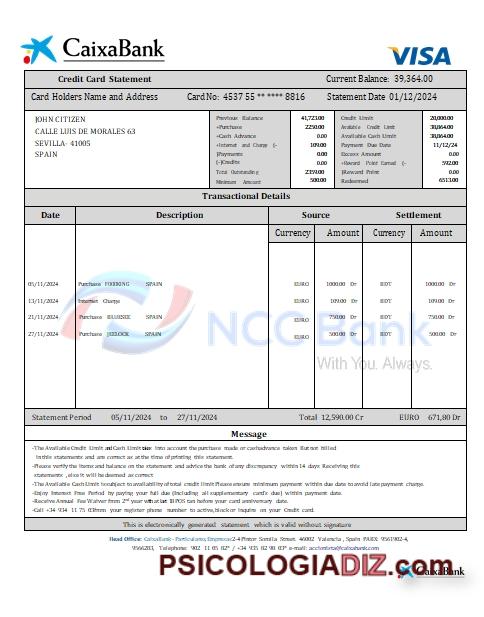 CaixaBank
VISA
Credit Card Statement Current Balance: 39,364.00
Card Holders Name and Address Card No: 4537 55 ** **** 8816 Statement Date 01/12/2024
JOHN CITIZEN
CALLE LUIS DE MORALES 63
SEVILLA- 41005
SPAIN
Previous Balance 41,723.00 Credit Limit 20,000.00
+Purchase 2250.00 Available Credit Limit 38,864.00
+Cash Advance 0.00 Available Cash Limit 38,864.00
+Interest and Charge (- 109.00 Payment Due Date 11/12/24
)Payments 0.00 Excess Amount 0.00
(-)Credits 0.00 +Reward Point Earned (- 592.00
Total Outstanding 2359.00 )Reward Point 0.00
Minimum Amount 500.00 Redeemed 6513.00
Transactional Details
Date Description Source Settlement
Currency Amount Currency Amount
05/11/2024 Purchase FOODKING SPAIN EURO 1000.00 Dr BDT 1000.00 Dr
13/11/2024 Interest Charge EURO 109.00 Dr BDT 109.00 Dr
21/11/2024 Purchase SPAIN EURO 750.00 Dr BDT 750.00 Dr
27/11/2024 Purchase SPAIN EURO 500.00 Dr BDT 500.00 Dr
NCC Bank
With You. Always.
Statement Period 05/11/2024 to 27/11/2024 Total 12,590.00 Cr EURO 671,80 Dr
Message
-The Available Credit Limit and Cash Limit takes into account the purchase made or cash advance taken But not billed
in this statements and are correct as at the time of printing this statement.
-Please verify the items and balance on the statement and advice the bank of any discrepancy within 14 days Receiving this
statements , else it will be deemed as correct
-The Available Cash Limit is subject to availability of total credit limit Please ensure minimum payment within due date to avoid late payment charge.
-Enjoy Interest Free Period by paying your full due (Including all supplementary card's due) within payment date.
-Receive Annual Fee Waiver from 2nd year with at last 18 POS tan before your card anniversary date.
-Call +34 934 11 75 03 from your register phone number to active, block or inquire on your Credit card.
This is electronically generated statement which is valid without signature
Head Office: CaixaBank - Particulares; Empresas 2-4 Pintor Sorolla Street. 46002 Valencia , Spain PABX: 9561902-4,
9566283, Telephone: 902 11 05 82* / +34 935 82 98 03* e-mail: accionista@caixabank.com
PSICOLOGIADIZ.com
CaixaBank